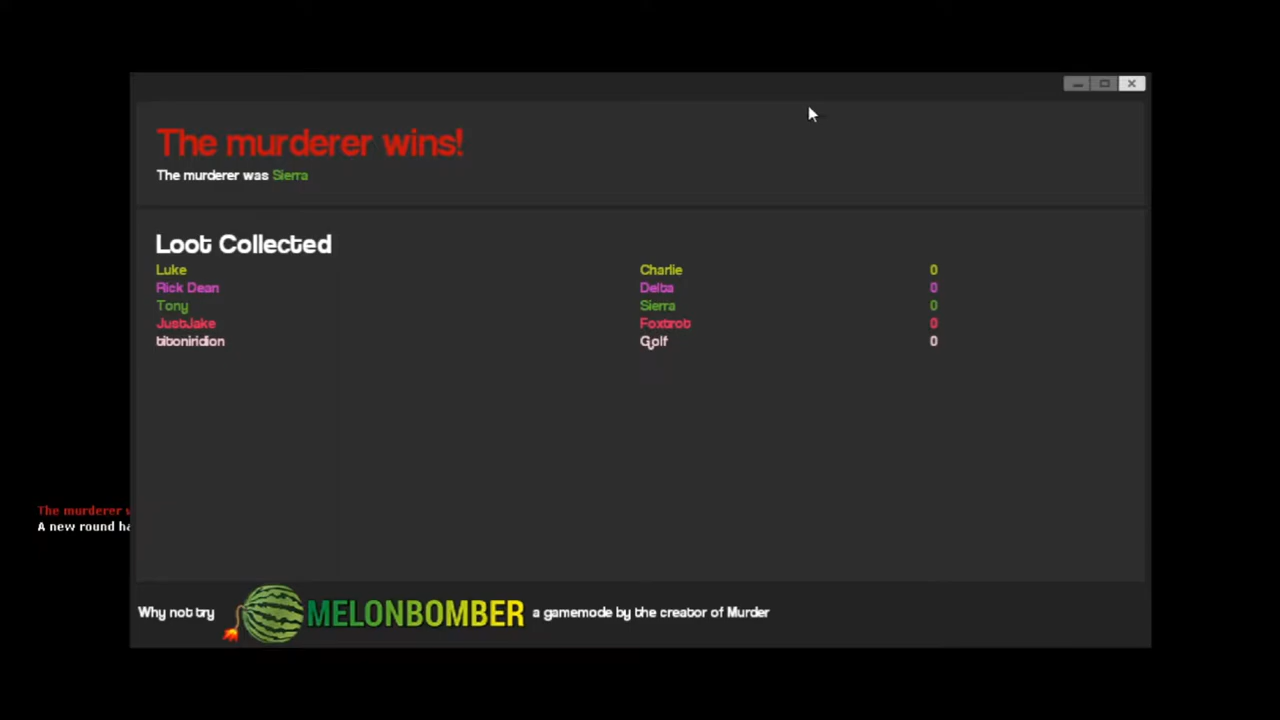 The murderer wins!
The murderer was Sierra
Loot Collected
Luke Charlie 0
Rick Dean Delta 0
Tony Sierra 0
JustJake Foxtrot 0
titoniridion Golf 0
The murderer
A new round ha
Why not try MELONBOMBER a gamemode by the creator of Murder